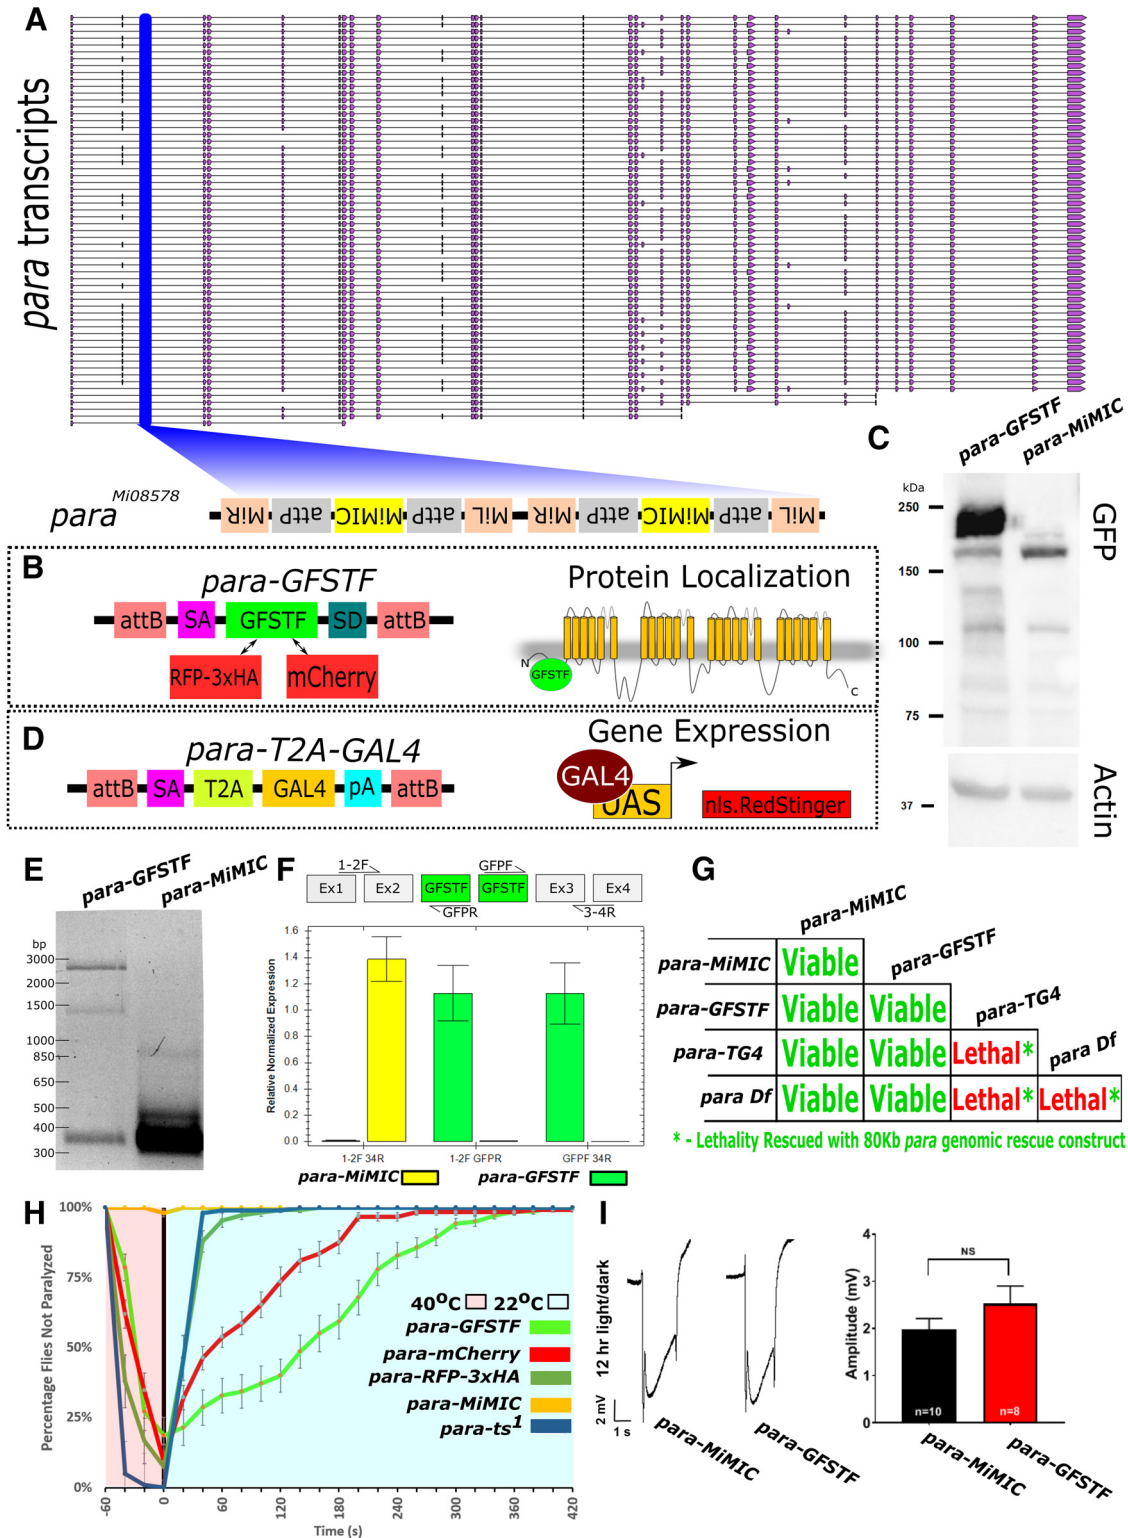 A
para transcripts
para Mi08578
MiR attP MiMIC attP MiL MiR attP MiMIC attP MiL
B
para-GFSTF
attB SA GFSTF SD attB
RFP-3xHA mCherry
Protein Localization
N
GFSTF
C
C
para-GFSTF
para-MiMIC
kDa
250
150
100
75
37
GFP
Actin
D
para-T2A-GAL4
attB SA T2A GAL4 pA attB
Gene Expression
GAL4
UAS
nls.RedStinger
E
para-GFSTF
para-MiMIC
bp
3000
2000
1500
1000
850
650
500
400
300
F
1-2F
GFPF
Ex1 Ex2 GFSTF GFSTF Ex3 Ex4
GFPR
3-4R
Relative Normalized Expression
1.6
1.4
1.2
1.0
0.8
0.6
0.4
0.2
0.0
1-2F 34R
1-2F GFPR
GFPF 34R
para-MiMIC
para-GFSTF
G
para-MiMIC
para-GFSTF
para-TG4
para Df
para-MiMIC Viable
para-GFSTF Viable Viable
para-TG4 Viable Viable Lethal*
para Df Viable Viable Lethal* Lethal*
* - Lethality Rescued with 80Kb para genomic rescue construct
H
Percentage Flies Not Paralyzed
100%
75%
50%
25%
0%
40°C 22°C
para-GFSTF
para-mCherry
para-RFP-3xHA
para-MiMIC
para-ts1
-60 0 60 120 180 240 300 360 420
Time (s)
I
12 hr light/dark
2 mV
1 s
para-MiMIC
para-GFSTF
Amplitude (mV)
4
3
2
1
0
NS
n=10
n=8
para-MiMIC
para-GFSTF